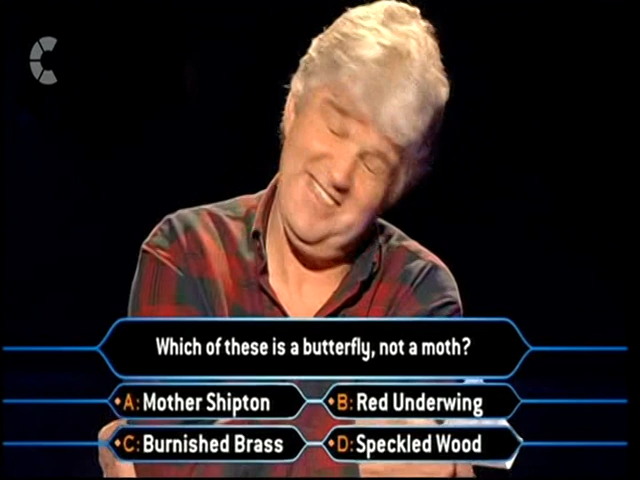 Which of these is a butterfly, not a moth?
A: Mother Shipton
B: Red Underwing
C: Burnished Brass
D: Speckled Wood